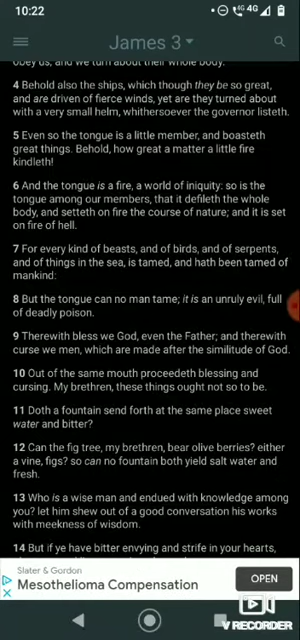 10:22
4G
James 3
obey us, and we turn about their whole body.
4 Behold also the ships, which though they be so great,
and are driven of fierce winds, yet are they turned about
with a very small helm, whithersoever the governor listeth.
5 Even so the tongue is a little member, and boasteth
great things. Behold, how great a matter a little fire
kindleth!
6 And the tongue is a fire, a world of iniquity: so is the
tongue among our members, that it defileth the whole
body, and setteth on fire the course of nature; and it is set
on fire of hell.
7 For every kind of beasts, and of birds, and of serpents,
and of things in the sea, is tamed, and hath been tamed of
mankind:
8 But the tongue can no man tame; it is an unruly evil, full
of deadly poison.
9 Therewith bless we God, even the Father; and therewith
curse we men, which are made after the similitude of God.
10 Out of the same mouth proceedeth blessing and
cursing. My brethren, these things ought not so to be.
11 Doth a fountain send forth at the same place sweet
water and bitter?
12 Can the fig tree, my brethren, bear olive berries? either
a vine, figs? so can no fountain both yield salt water and
fresh.
13 Who is a wise man and endued with knowledge among
you? let him shew out of a good conversation his works
with meekness of wisdom.
14 But if ye have bitter envying and strife in your hearts,
Slater & Gordon
Mesothelioma Compensation
OPEN
V RECORDER